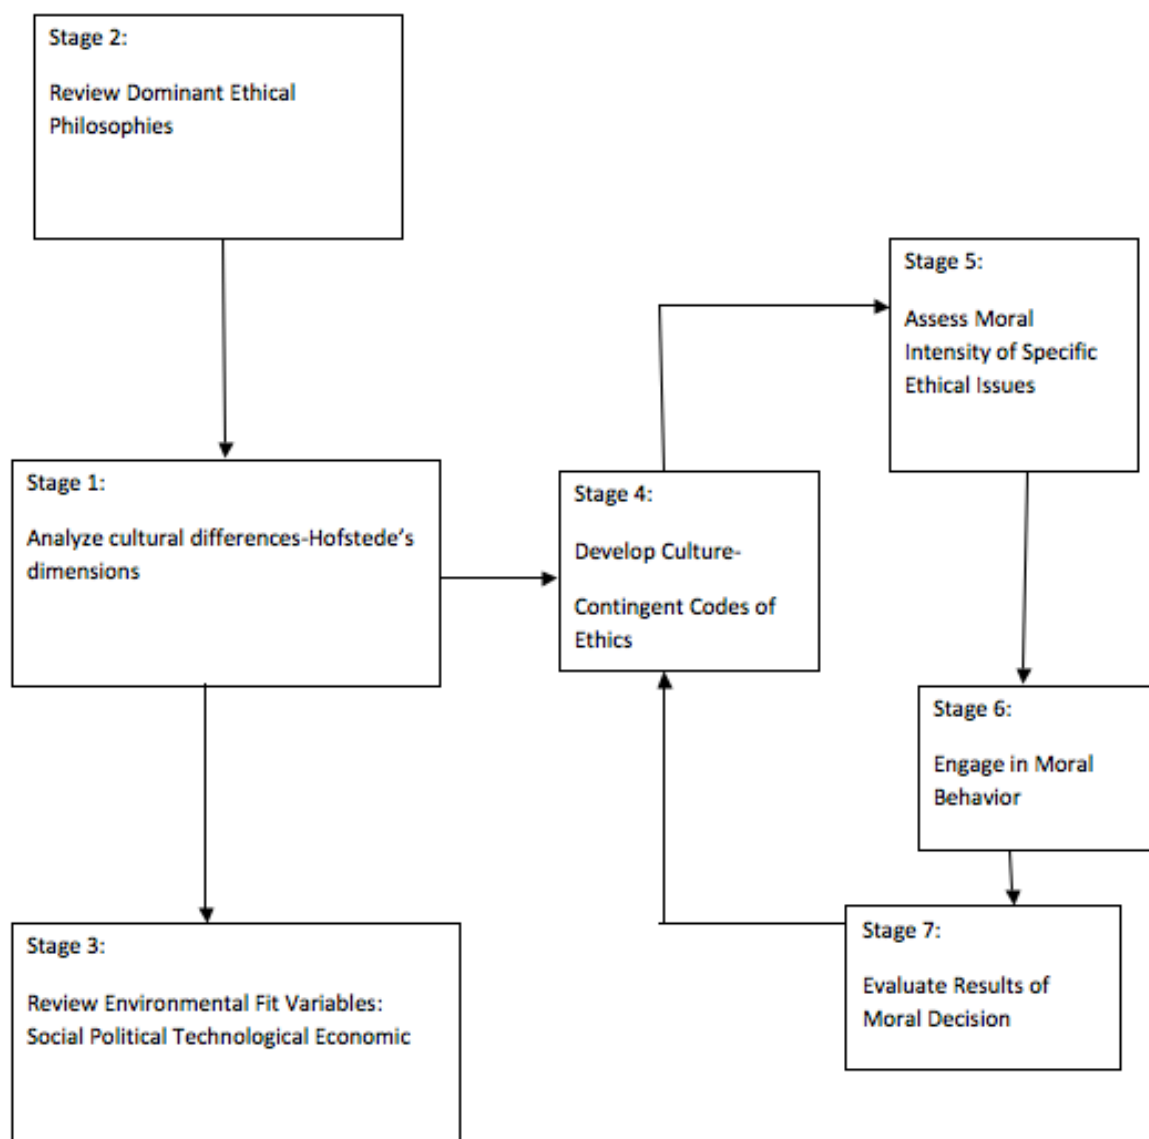 Stage 2:
Review Dominant Ethical
Philosophies
Stage 1:
Analyze cultural differences-Hofstede's
dimensions
Stage 3:
Review Environmental Fit Variables:
Social Political Technological Economic
Stage 4:
Develop Culture-
Contingent Codes of
Ethics
Stage 5:
Assess Moral
Intensity of Specific
Ethical Issues
Stage 6:
Engage in Moral
Behavior
Stage 7:
Evaluate Results of
Moral Decision